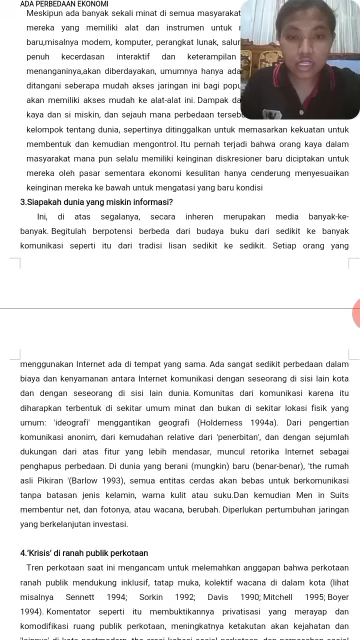 ADA PERBEDAAN EKONOMI
Meskipun ada banyak sekali minat di semua masyarakat
mereka yang memiliki alat dan instrumen untuk
baru,misalnya modem, komputer, perangkat lunak,
penuh kecerdasan interaktif dan keterampilan
menanganinya,akan diberdayakan, umumnya hanya
ditangani seberapa mudah akses jaringan ini bagi
akan memiliki akses mudah ke alat-alat ini. Dampak
kaya dan si miskin, dan sejauh mana perbedaan
kelompok tentang dunia, sepertinya ditinggalkan untuk memasarkan kekuatan untuk
membentuk dan kemudian mengontrol. Itu pernah terjadi bahwa orang kaya dalam
masyarakat mana pun selalu memiliki keinginan diskresioner baru diciptakan untuk
mereka oleh pasar sementara ekonomi kesulitan hanya cenderung menyesuaikan
keinginan mereka ke bawah untuk mengatasi yang baru kondisi
3.Siapakah dunia yang miskin informasi?
Ini, di atas segalanya, secara inheren merupakan media banyak-ke-
banyak. Begitulah berpotensi berbeda dari budaya buku dari sedikit ke banyak
komunikasi seperti itu dari tradisi lisan sedikit ke sedikit. Setiap orang yang
menggunakan Internet ada di tempat yang sama. Ada sangat sedikit perbedaan dalam
biaya dan kenyamanan antara Internet komunikasi dengan seseorang di sisi lain kota
dan dengan seseorang di sisi lain dunia. Komunitas dari komunikasi karena itu
diharapkan terbentuk di sekitar umum minat dan bukan di sekitar lokasi fisik yang
umum: 'ideografi' menggantikan geografi (Holderness 1994a). Dari pengertian
komunikasi anonim, dari kemudahan relative dari 'penerbitan', dan dengan sejumlah
dukungan dari atas fitur yang lebih mendasar, muncul retorika Internet sebagai
penghapus perbedaan. Di dunia yang berani (mungkin) baru (benar-benar), 'the rumah
asli Pikiran '(Barlow 1993), semua entitas cerdas akan bebas untuk berkomunikasi
tanpa batasan jenis kelamin, warna kulit atau suku.Dan kemudian Men in Suits
membentur net, dan fotonya, atau wacana, berubah. Diperlukan pertumbuhan jaringan
yang berkelanjutan investasi.
4.'Krisis' di ranah publik perkotaan
Tren perkotaan saat ini mengancam untuk melemahkan anggapan bahwa perkotaan
ranah publik mendukung inklusif, tatap muka, kolektif wacana di dalam kota (lihat
misalnya Sennett 1994; Sorkin 1992; Davis 1990; Mitchell 1995; Boyer
1994). Komentator seperti itu membuktikannya privatisasi yang merayap dan
komodifikasi ruang publik perkotaan, meningkatnya ketakutan akan kejahatan dan